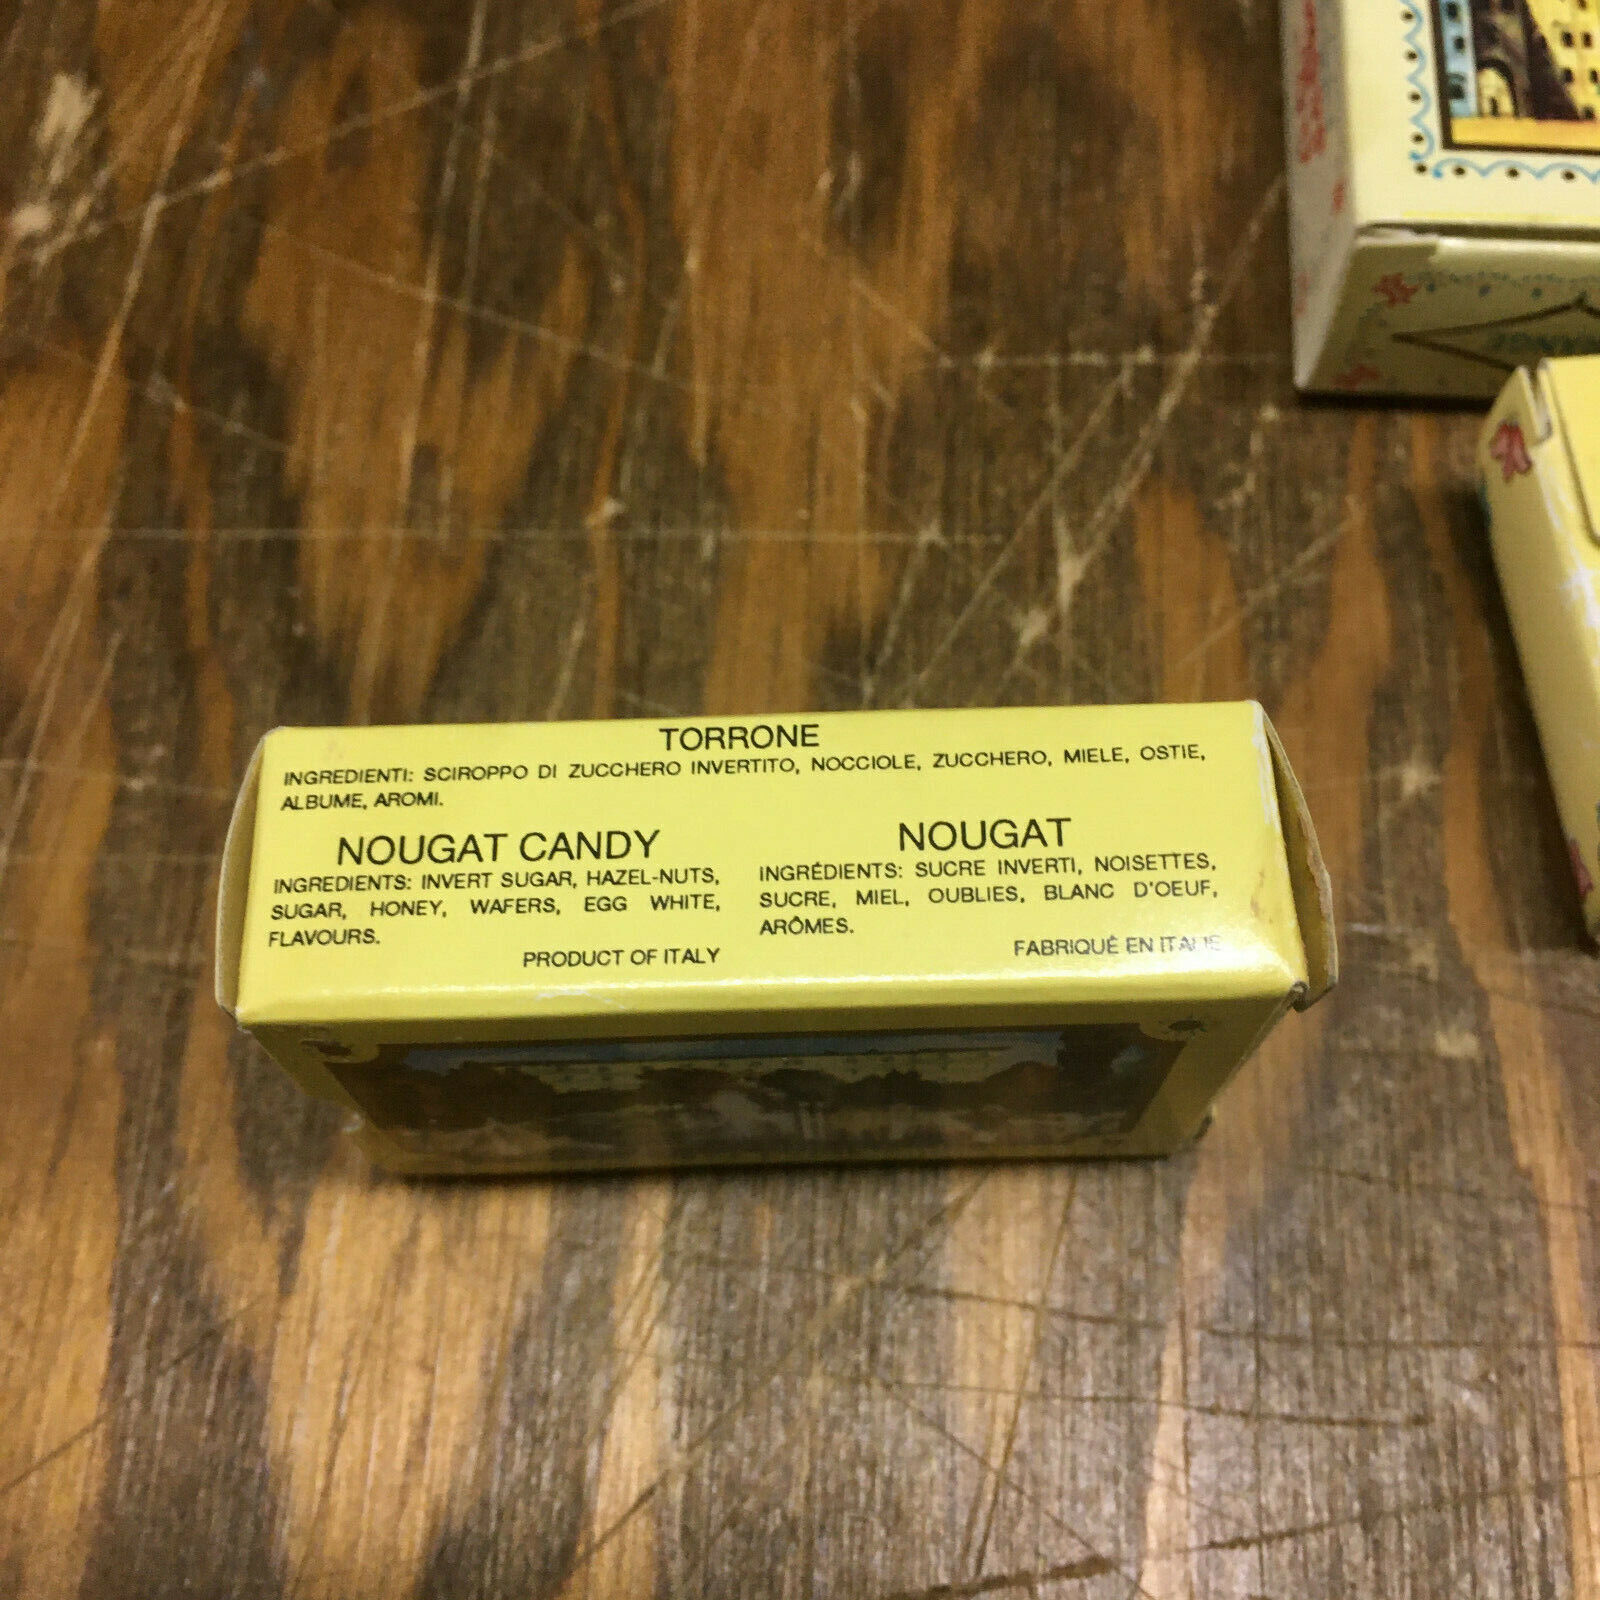 TORRONE
INGREDIENTI: SCIROPPO DI ZUCCHERO INVERTITO, NOCCIOLE, ZUCCHERO, MIELE, OSTIE,
ALBUME, AROMI.
NOUGAT CANDY
INGREDIENTS: INVERT SUGAR, HAZEL-NUTS,
SUGAR, HONEY, WAFERS, EGG WHITE,
FLAVOURS.
PRODUCT OF ITALY
NOUGAT
INGRÉDIENTS: SUCRE INVERTI, NOISETTES,
SUCRE, MIEL, OUBLIES, BLANC D'OEUF,
ARÔMES.
FABRIQUÉ EN ITALIE